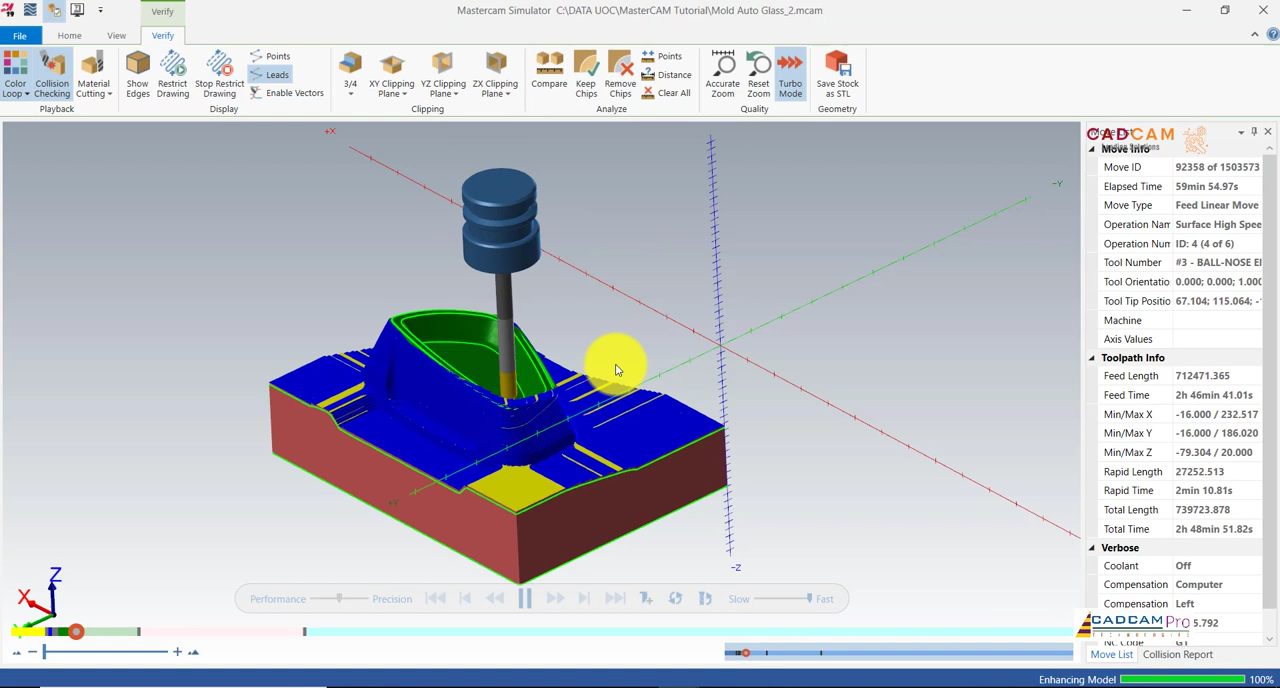 Verify
Mastercam Simulator C:\DATA UOC\MasterCAM Tutorial\Mold Auto Glass_2.mcam
File Home View Verify
Color Loop
Collision Checking
Material Cutting
Playback
Show Edges
Restrict Drawing
Stop Restrict Drawing
Points
Leads
Enable Vectors
Display
3/4
XY Clipping Plane
YZ Clipping Plane
ZX Clipping Plane
Clipping
Compare
Keep Chips
Remove Chips
Points
Distance
Clear All
Analyze
Accurate Zoom
Reset Zoom
Turbo Mode
Quality
Save Stock as STL
Geometry
+X
-Y
+Y
-Z
Z
X
CADCAM
Move Info
Move ID 92358 of 1503573
Elapsed Time 59min 54.97s
Move Type Feed Linear Move
Operation Nam Surface High Spee
Operation Num ID: 4 (4 of 6)
Tool Number #3 - BALL-NOSE EI
Tool Orientatio 0.000; 0.000; 1.000
Tool Tip Positio 67.104; 115.064; -
Machine
Axis Values
Toolpath Info
Feed Length 712471.365
Feed Time 2h 46min 41.01s
Min/Max X -16.000 / 232.517
Min/Max Y -16.000 / 186.020
Min/Max Z -79.304 / 20.000
Rapid Length 27252.513
Rapid Time 2min 10.81s
Total Length 739723.878
Total Time 2h 48min 51.82s
Verbose
Coolant Off
Compensation Computer
Compensation Left
5.792
CADCAMPro
TECHNOLOGIES
Performance Precision
Slow Fast
Move List Collision Report
Enhancing Model 100%